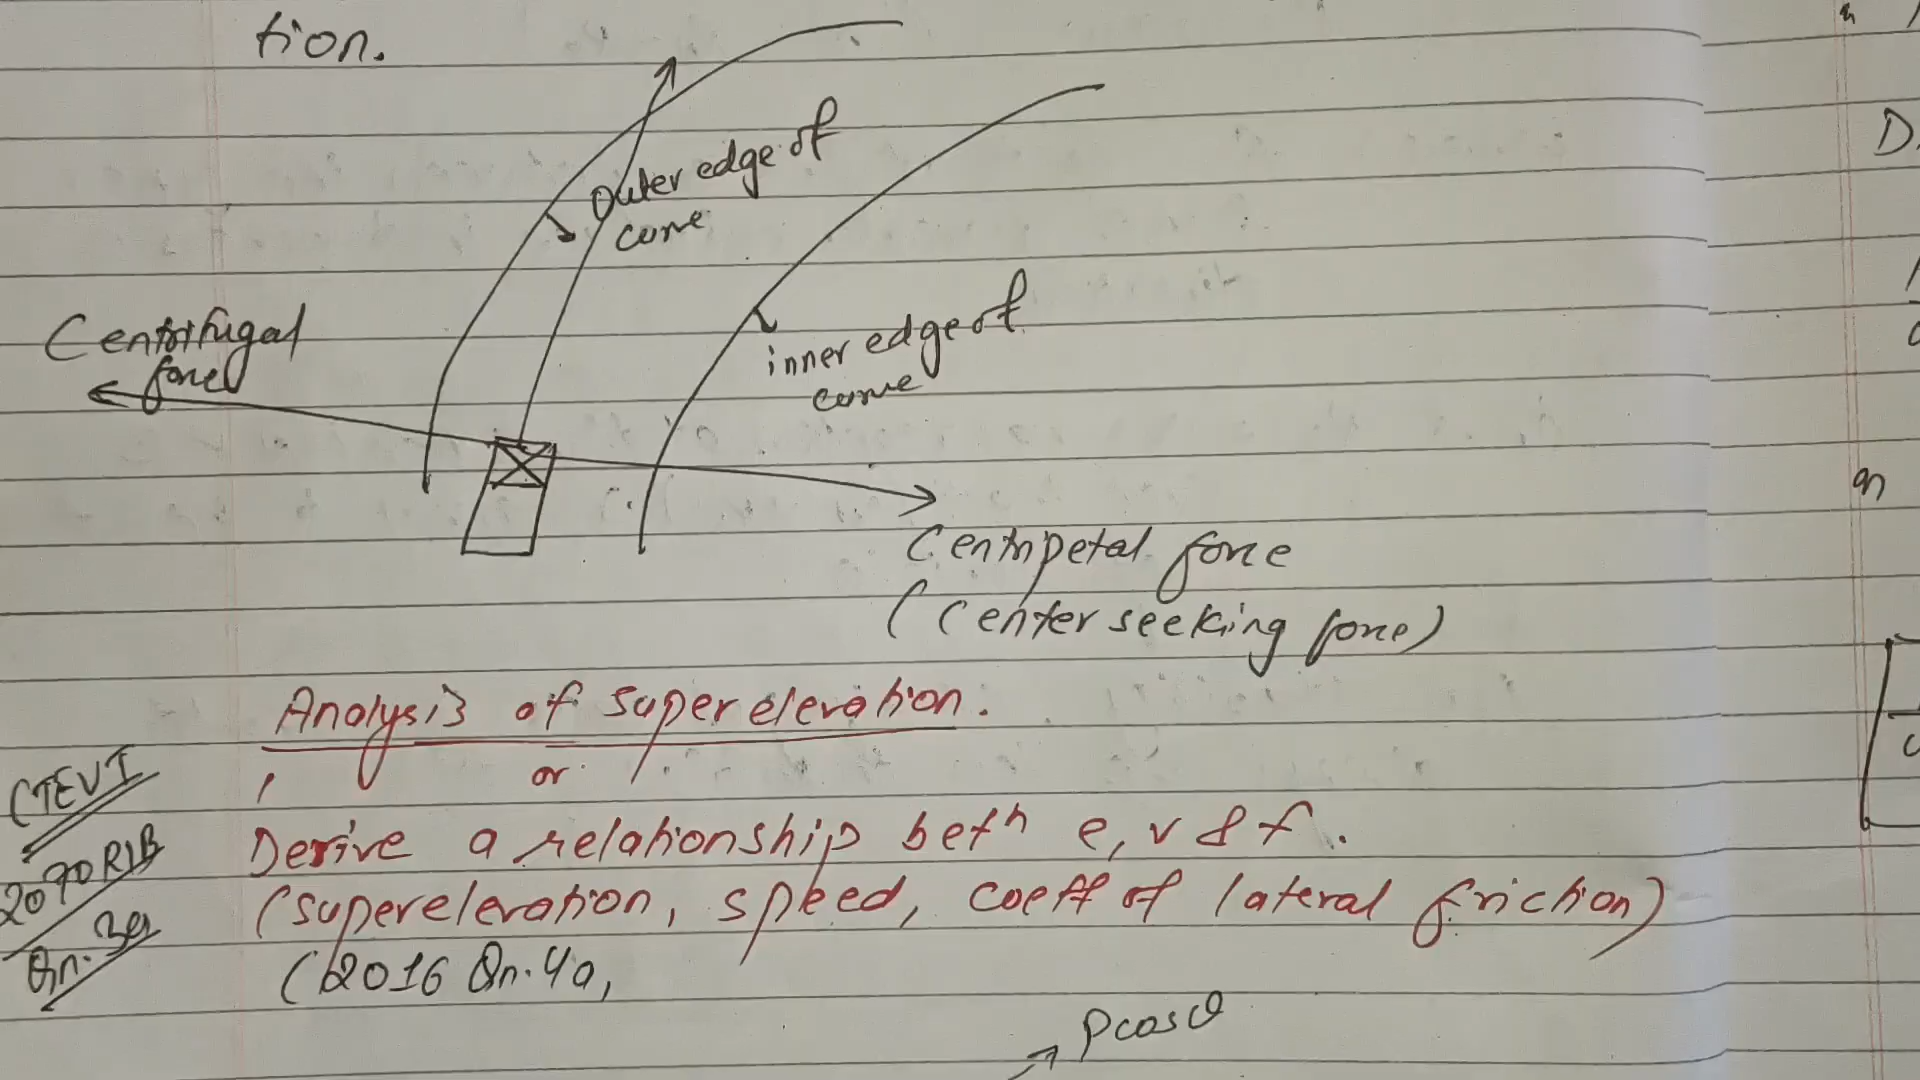 tion.
outer edge of
curve
Centrifugal
force
inner edge of
curve
Centripetal force
(Center seeking force)
Analysis of superelevation.
or
CTEVT
2070 R/B
Qn. 3a
Derive a relationship betn e, v & f.
(superelevation, speed, coeff of lateral friction)
(2016 Qn. 4a,
Pcosθ
D.